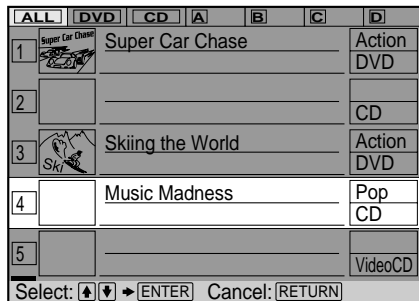 ALL DVD CD A B C D
1 Super Car Chase Super Car Chase Action
DVD
2
CD
3 Ski Skiing the World Action
DVD
4 Music Madness Pop
CD
5
VideoCD
Select: ENTER Cancel: RETURN